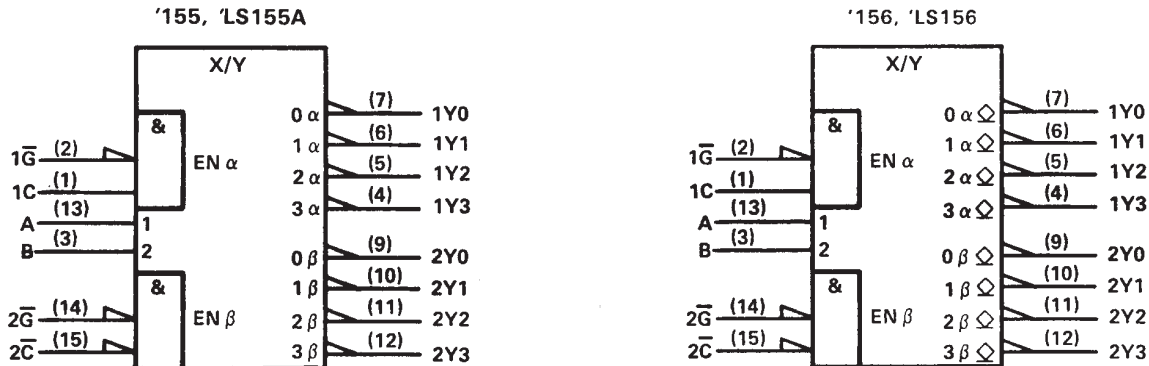 '155, 'LS155A
X/Y
&
EN α
1G̅ (2)
1C (1)
A (13) 1
B (3) 2
&
EN β
2G̅ (14)
2C̅ (15)
0 α (7) 1Y0
1 α (6) 1Y1
2 α (5) 1Y2
3 α (4) 1Y3
0 β (9) 2Y0
1 β (10) 2Y1
2 β (11) 2Y2
3 β (12) 2Y3
'156, 'LS156
X/Y
&
EN α
1G̅ (2)
1C (1)
A (13) 1
B (3) 2
&
EN β
2G̅ (14)
2C̅ (15)
0 α (7) 1Y0
1 α (6) 1Y1
2 α (5) 1Y2
3 α (4) 1Y3
0 β (9) 2Y0
1 β (10) 2Y1
2 β (11) 2Y2
3 β (12) 2Y3